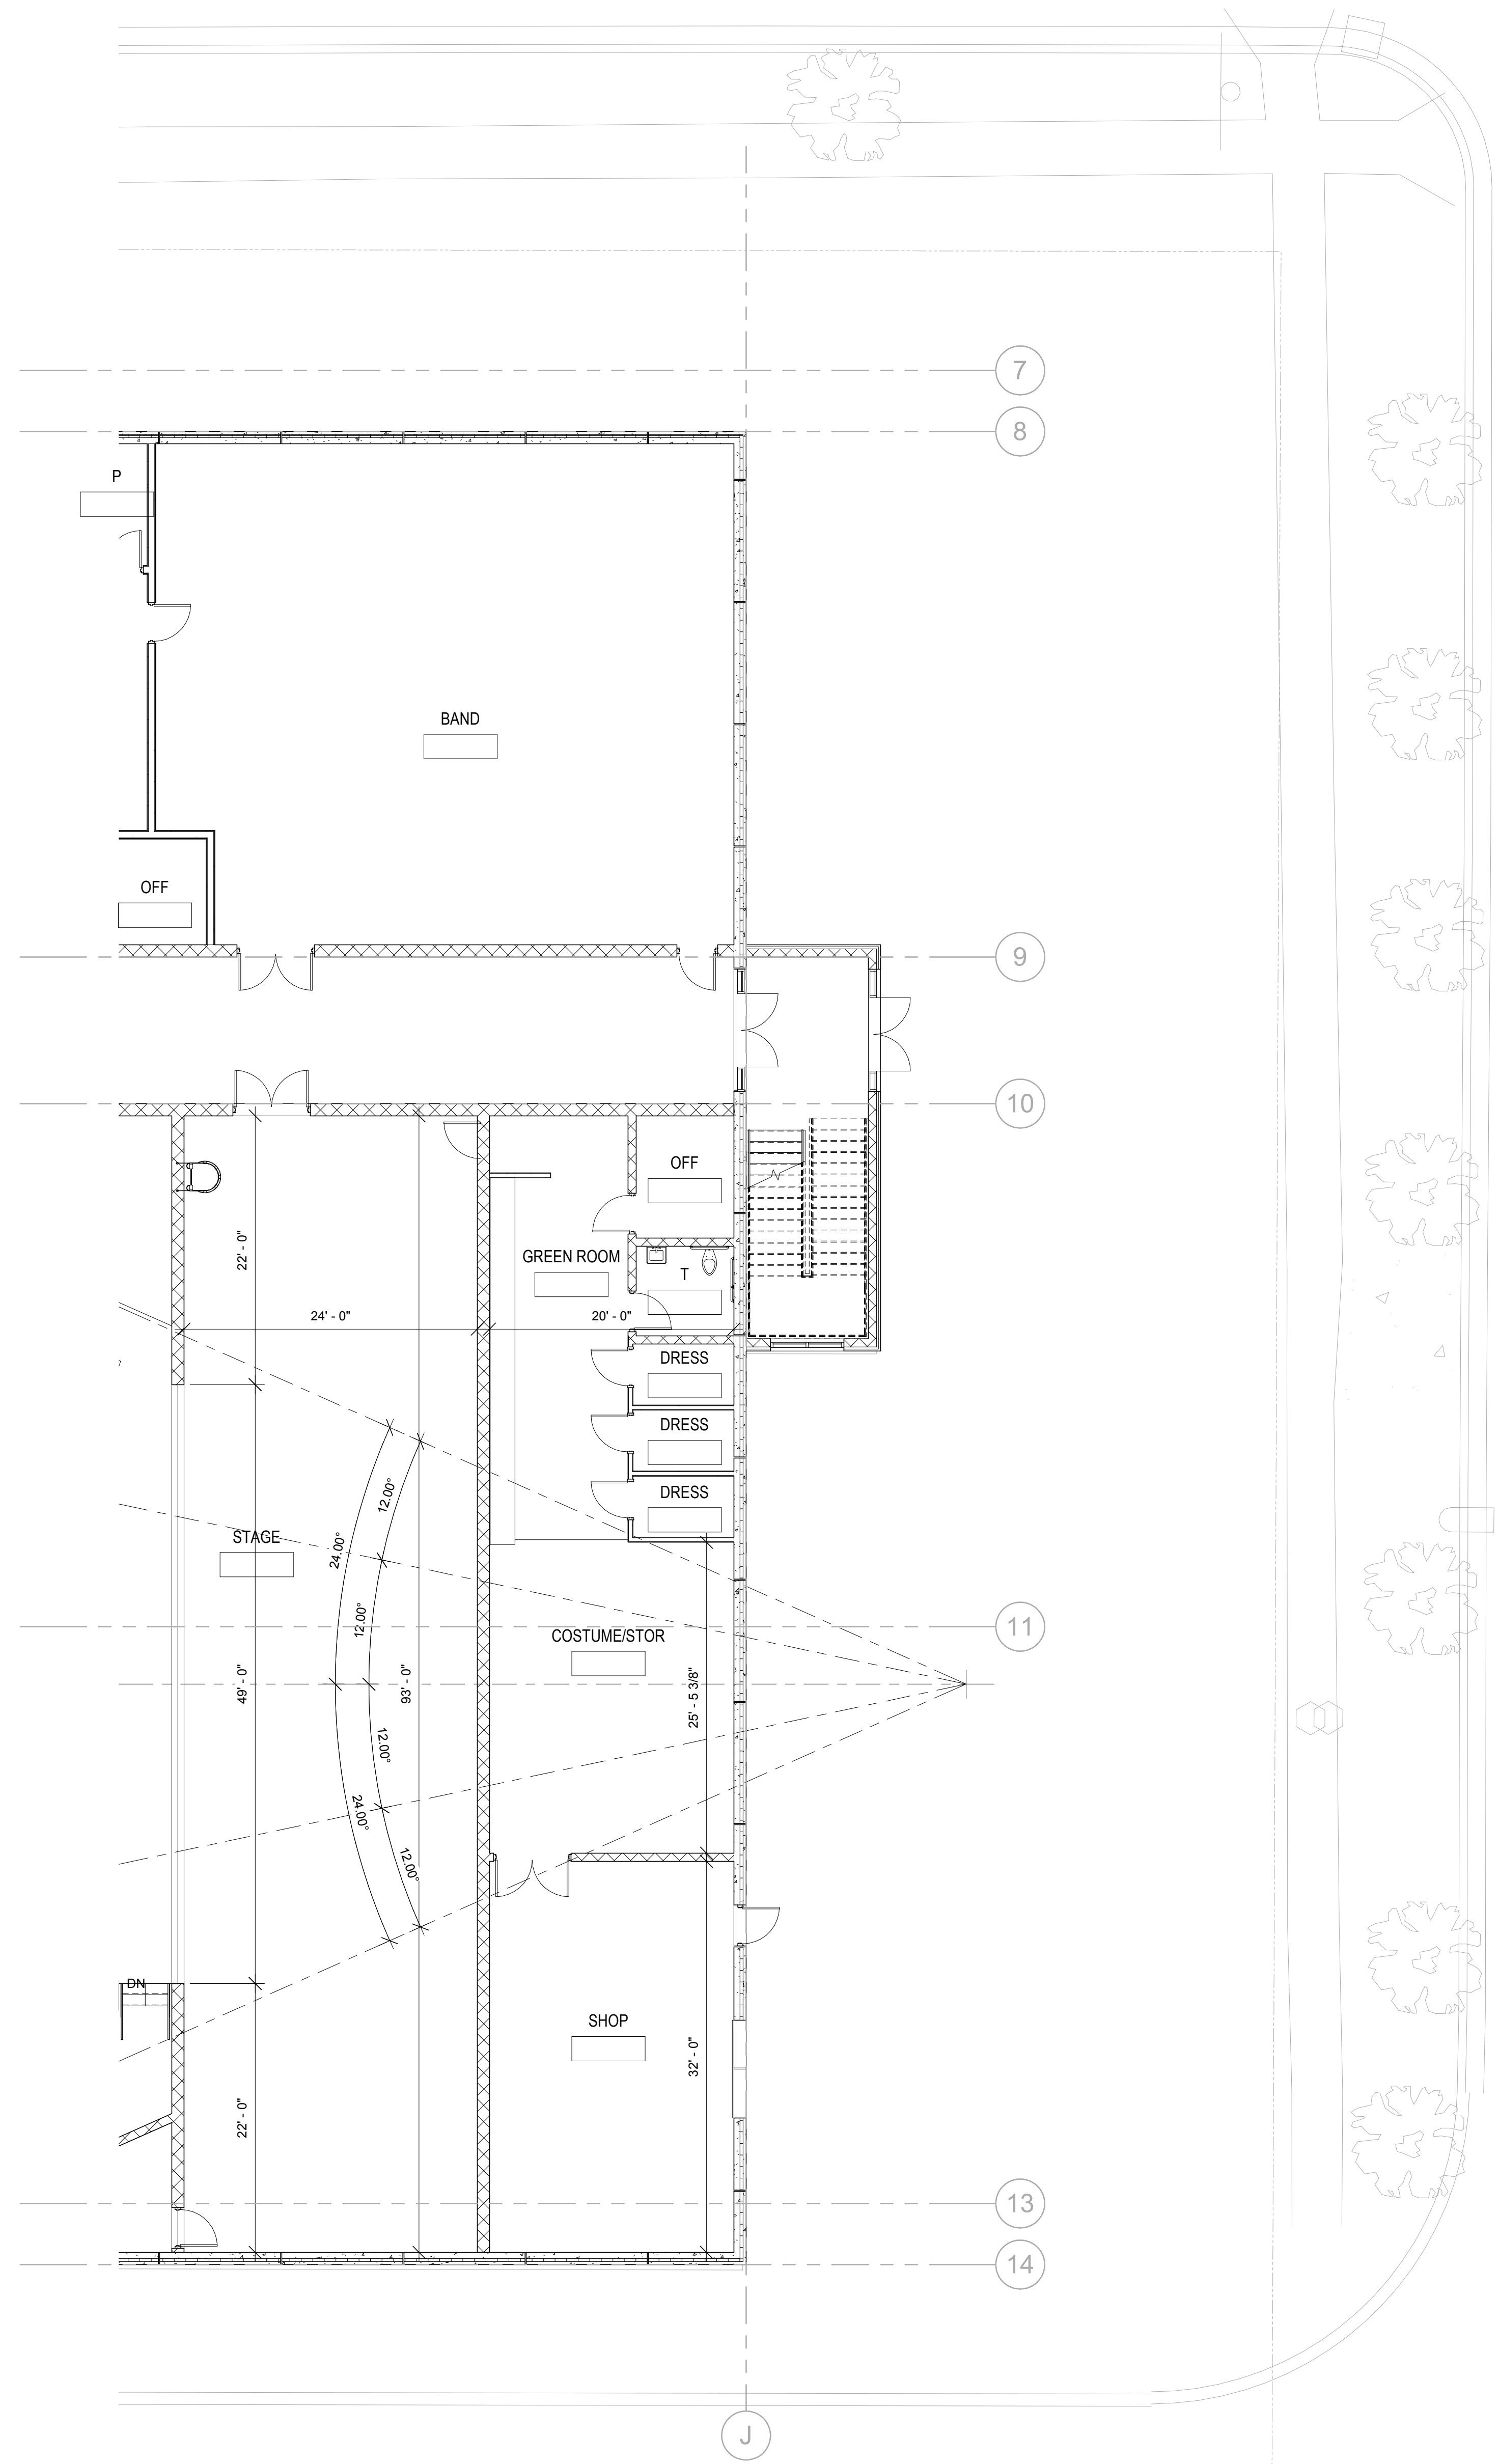 7
8
P
BAND
OFF
9
10
OFF
22' - 0"
GREEN ROOM
T
24' - 0"
20' - 0"
DRESS
DRESS
DRESS
12.00°
24.00°
STAGE
12.00°
11
COSTUME/STOR
49' - 0"
93' - 0"
25' - 5 3/8"
12.00°
24.00°
12.00°
DN
SHOP
32' - 0"
22' - 0"
13
14
J